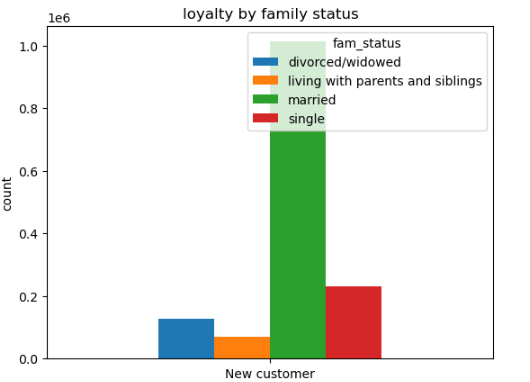 loyalty by family status
1e6
1.0
0.8
0.6
0.4
0.2
0.0
count
fam_status
divorced/widowed
living with parents and siblings
married
single
New customer